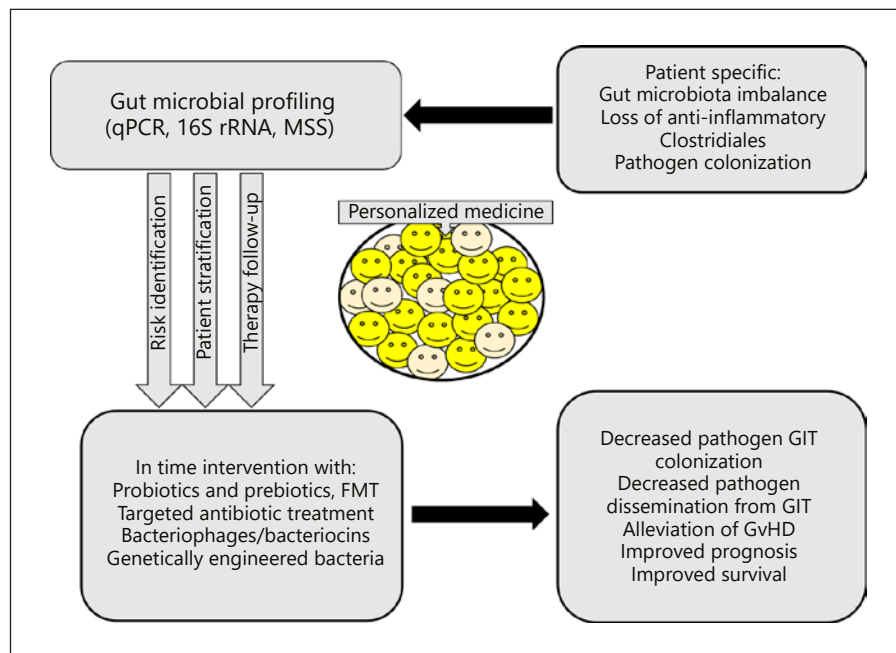 Gut microbial profiling
(qPCR, 16S rRNA, MSS)
Patient specific:
Gut microbiota imbalance
Loss of anti-inflammatory
Clostridiales
Pathogen colonization
Risk identification
Patient stratification
Therapy follow-up
Personalized medicine
In time intervention with:
Probiotics and prebiotics, FMT
Targeted antibiotic treatment
Bacteriophages/bacteriocins
Genetically engineered bacteria
Decreased pathogen GIT
colonization
Decreased pathogen
dissemination from GIT
Alleviation of GvHD
Improved prognosis
Improved survival